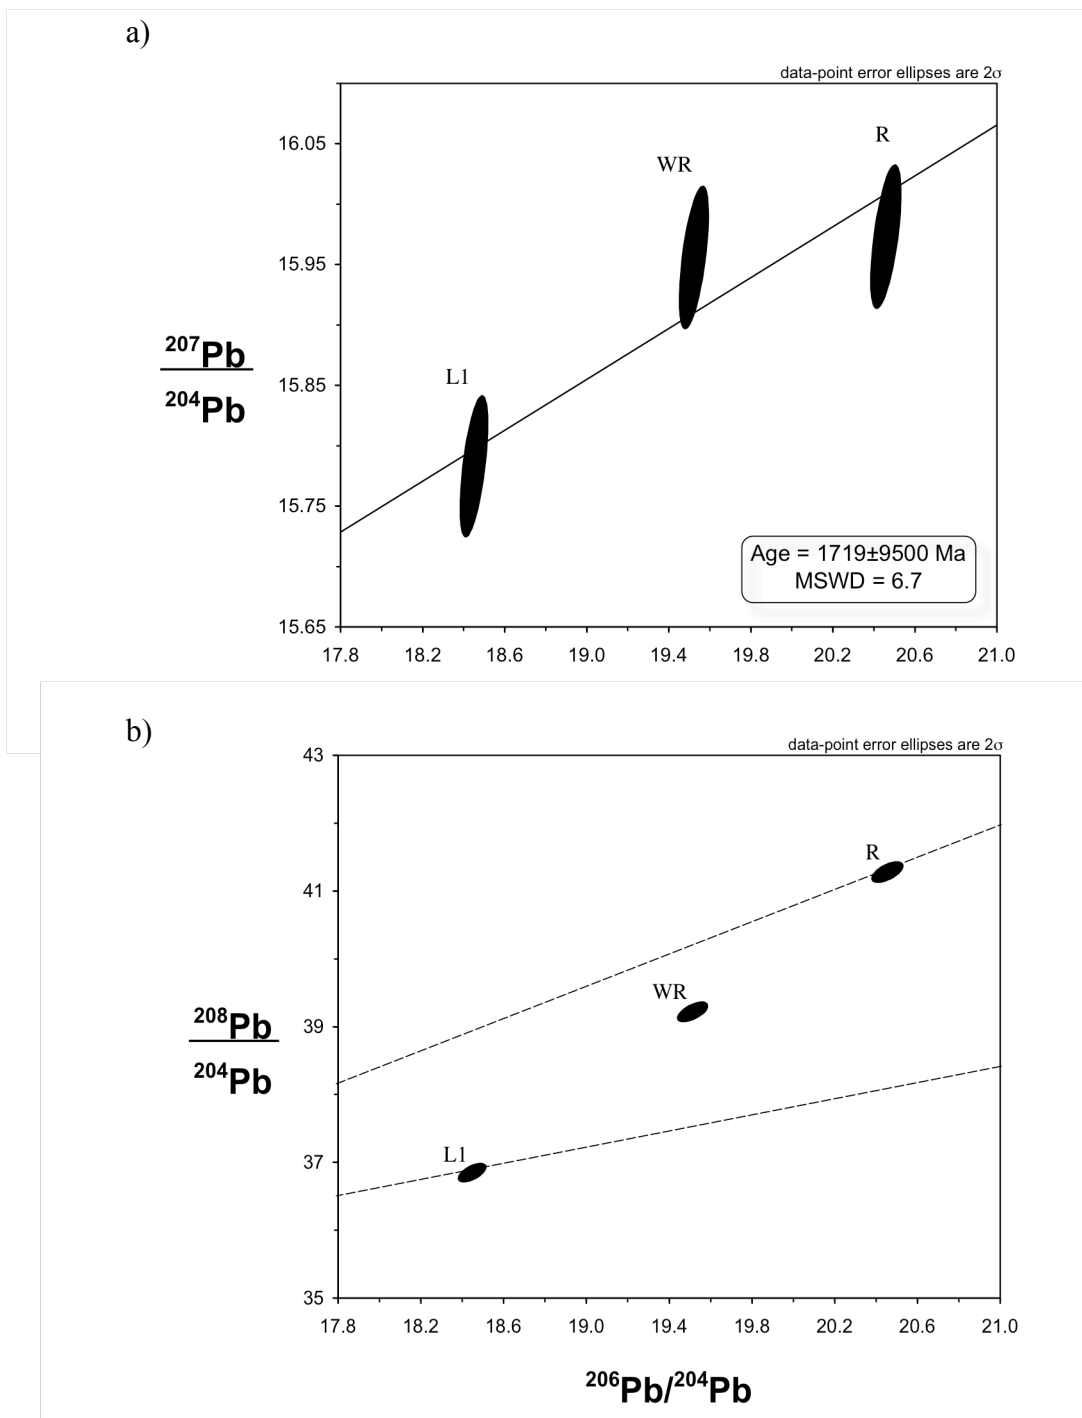 a)
data-point error ellipses are 2σ
16.05
15.95
15.85
15.75
15.65
²⁰⁷Pb
²⁰⁴Pb
R
WR
L1
Age = 1719±9500 Ma
MSWD = 6.7
17.8 18.2 18.6 19.0 19.4 19.8 20.2 20.6 21.0
b)
data-point error ellipses are 2σ
43
41
39
37
35
²⁰⁸Pb
²⁰⁴Pb
R
WR
L1
17.8 18.2 18.6 19.0 19.4 19.8 20.2 20.6 21.0
²⁰⁶Pb/²⁰⁴Pb